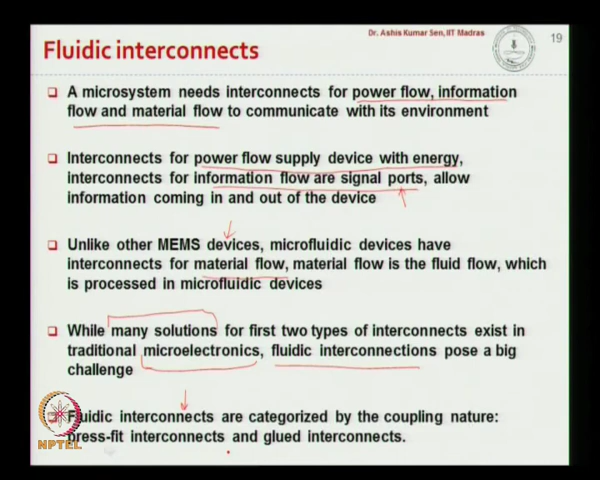 Dr. Ashis Kumar Sen, IIT Madras
19
Fluidic interconnects
A microsystem needs interconnects for power flow, information
flow and material flow to communicate with its environment
Interconnects for power flow supply device with energy,
interconnects for information flow are signal ports, allow
information coming in and out of the device
Unlike other MEMS devices, microfluidic devices have
interconnects for material flow, material flow is the fluid flow, which
is processed in microfluidic devices
While many solutions for first two types of interconnects exist in
traditional microelectronics, fluidic interconnections pose a big
challenge
Fluidic interconnects are categorized by the coupling nature:
press-fit interconnects and glued interconnects.
NPTEL